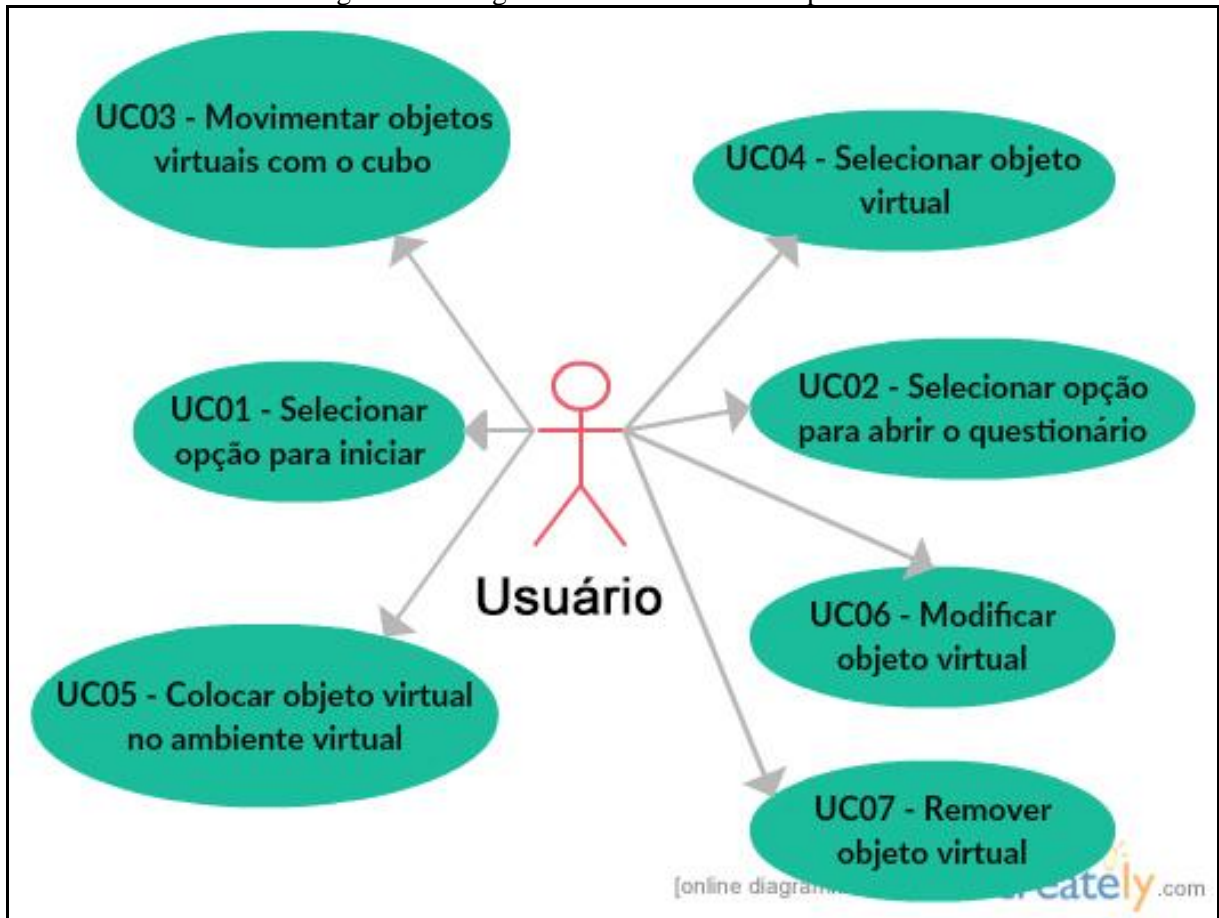 UC03 - Movimentar objetos
virtuais com o cubo
UC04 - Selecionar objeto
virtual
UC01 - Selecionar
opção para iniciar
UC02 - Selecionar opção
para abrir o questionário
Usuário
UC05 - Colocar objeto virtual
no ambiente virtual
UC06 - Modificar
objeto virtual
UC07 - Remover
objeto virtual
[online diagram
creately.com